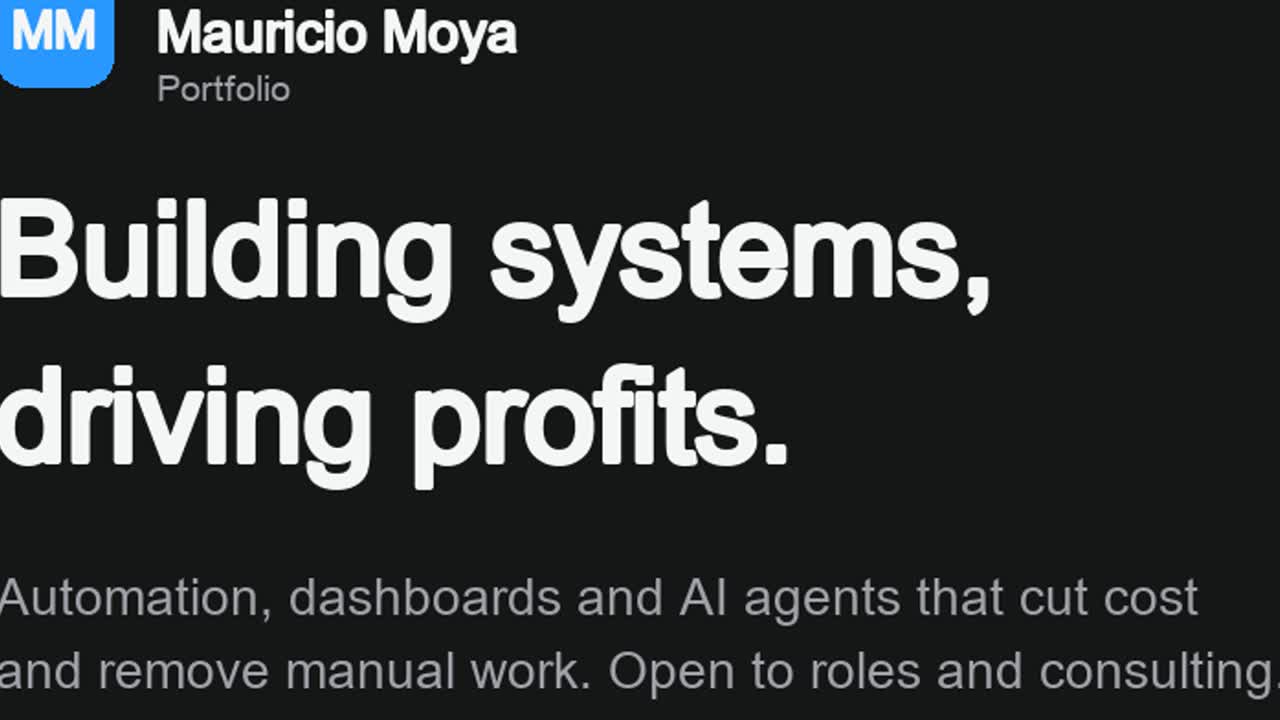 MM
Mauricio Moya
Portfolio
Building systems,
driving profits.
Automation, dashboards and AI agents that cut cost
and remove manual work. Open to roles and consulting.